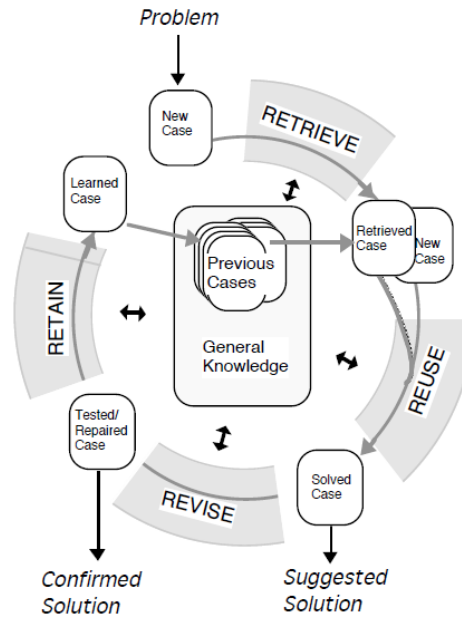 Problem
New
Case
RETRIEVE
Learned
Case
Retrieved
Case
New
Case
Previous
Cases
General
Knowledge
RETAIN
REUSE
Tested/
Repaired
Case
REVISE
Solved
Case
Confirmed
Solution
Suggested
Solution